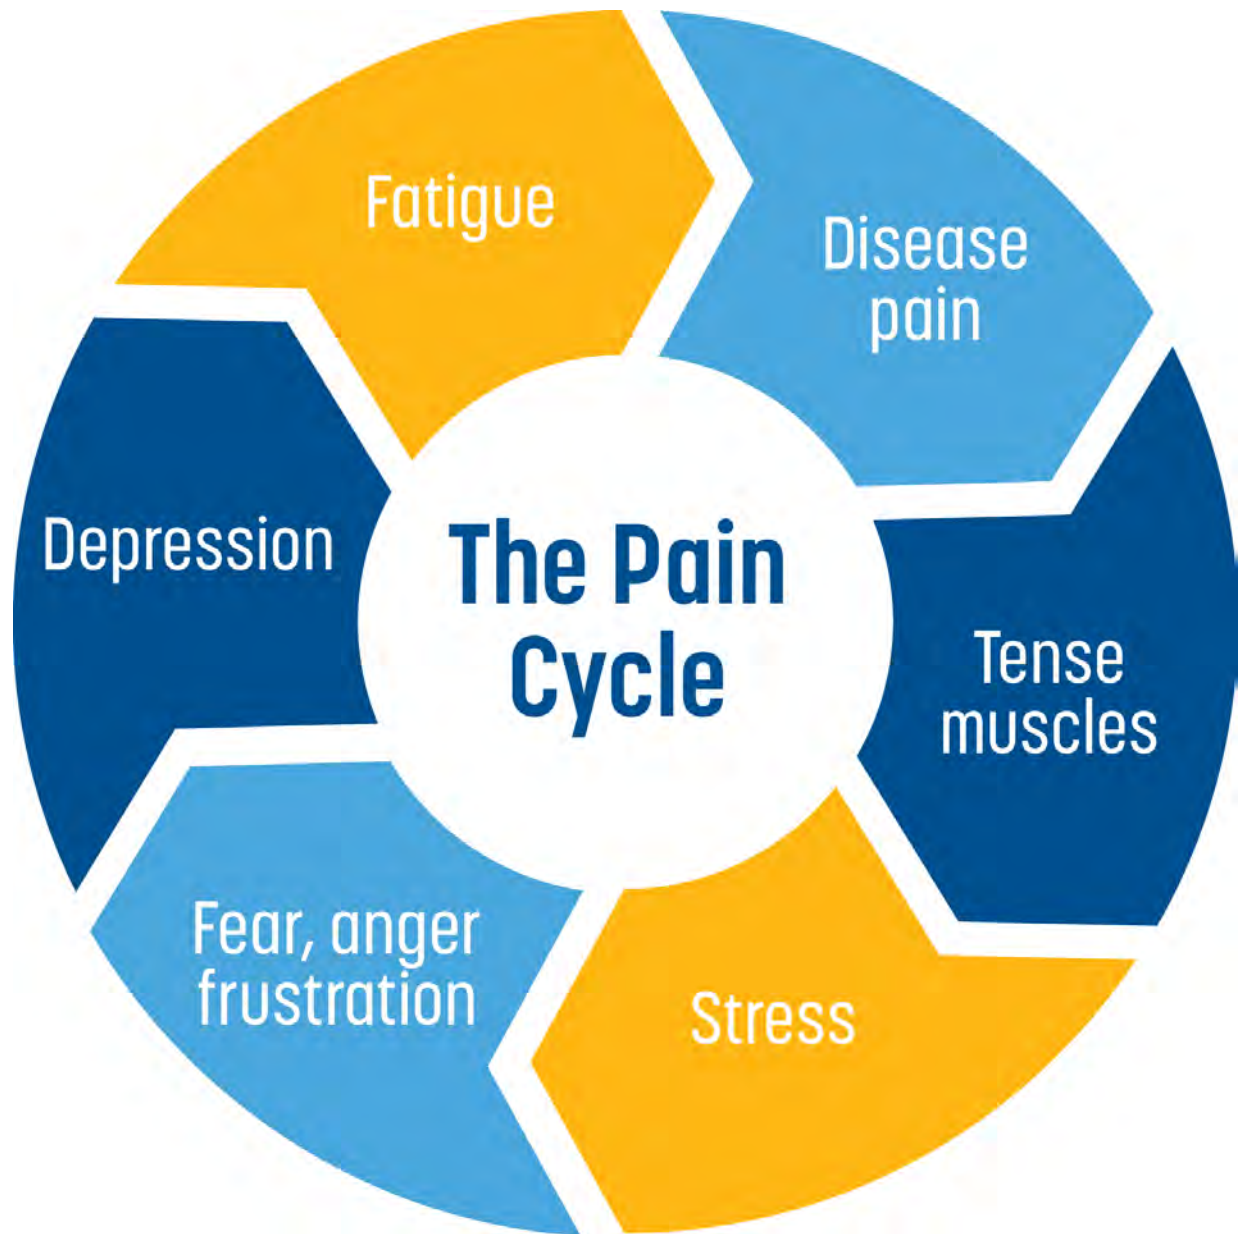 The Pain
Cycle
Disease
pain
Tense
muscles
Stress
Fear, anger
frustration
Depression
Fatigue